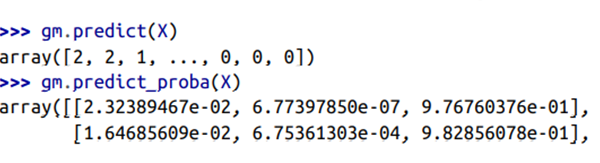 >>> gm.predict(X)
array([2, 2, 1, ..., 0, 0, 0])
>>> gm.predict_proba(X)
array([[2.32389467e-02, 6.77397850e-07, 9.76760376e-01],
[1.64685609e-02, 6.75361303e-04, 9.82856078e-01],